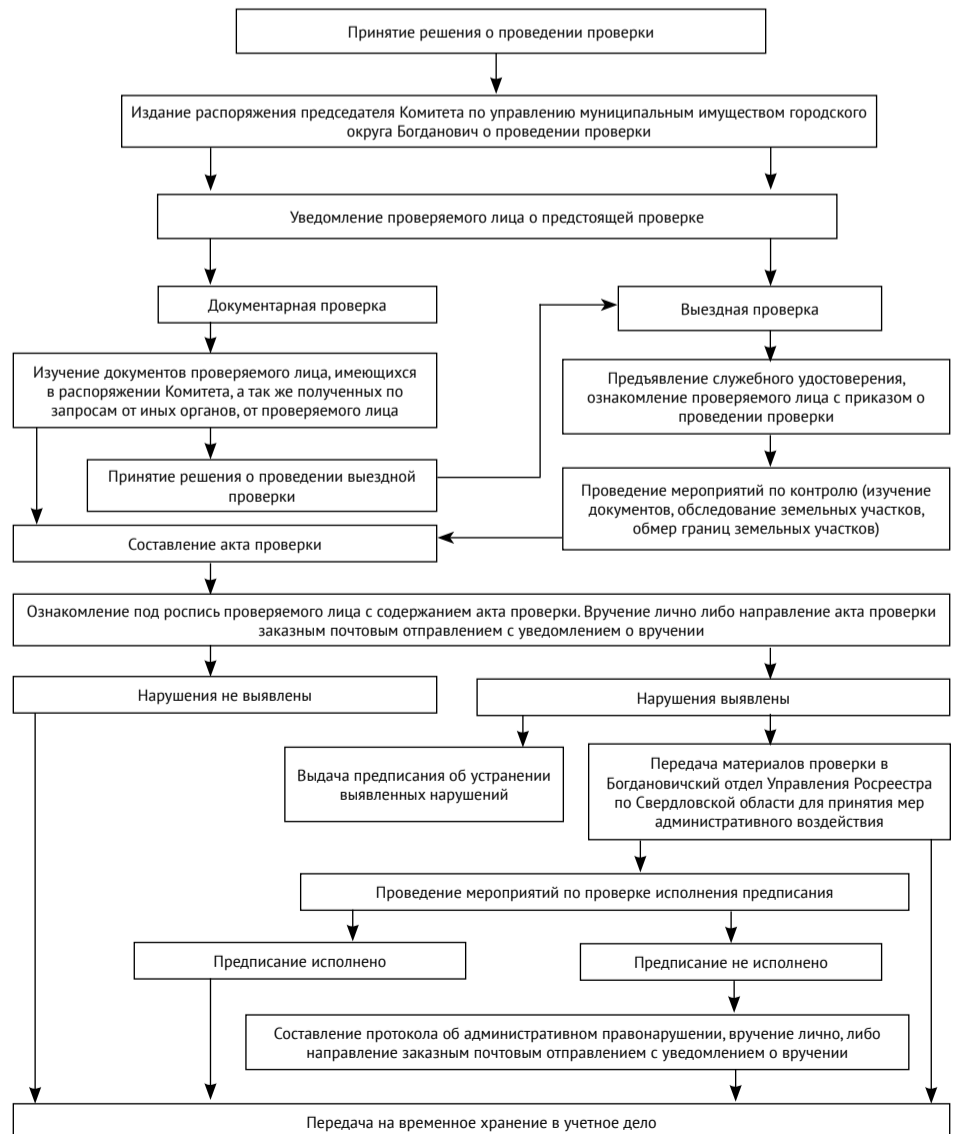 Принятие решения о проведении проверки
Издание распоряжения председателя Комитета по управлению муниципальным имуществом городского
округа Богданович о проведении проверки
Уведомление проверяемого лица о предстоящей проверке
Документарная проверка
Выездная проверка
Изучение документов проверяемого лица, имеющихся
в распоряжении Комитета, а так же полученных по
запросам от иных органов, от проверяемого лица
Предъявление служебного удостоверения,
ознакомление проверяемого лица с приказом о
проведении проверки
Принятие решения о проведении выездной
проверки
Проведение мероприятий по контролю (изучение
документов, обследование земельных участков,
обмер границ земельных участков)
Составление акта проверки
Ознакомление под роспись проверяемого лица с содержанием акта проверки. Вручение лично либо направление акта проверки
заказным почтовым отправлением с уведомлением о вручении
Нарушения не выявлены
Нарушения выявлены
Выдача предписания об устранении
выявленных нарушений
Передача материалов проверки в
Богдановичский отдел Управления Росреестра
по Свердловской области для принятия мер
административного воздействия
Проведение мероприятий по проверке исполнения предписания
Предписание исполнено
Предписание не исполнено
Составление протокола об административном правонарушении, вручение лично, либо
направление заказным почтовым отправлением с уведомлением о вручении
Передача на временное хранение в учетное дело